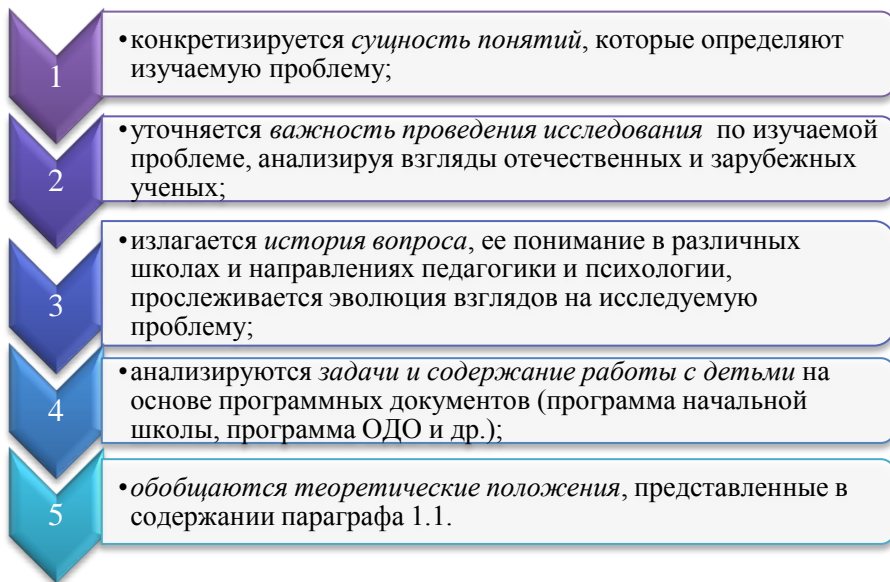 1
•конкретизируется сущность понятий, которые определяют
изучаемую проблему;
2
•уточняется важность проведения исследования по изучаемой
проблеме, анализируя взгляды отечественных и зарубежных
ученых;
3
•излагается история вопроса, ее понимание в различных
школах и направлениях педагогики и психологии,
прослеживается эволюция взглядов на исследуемую
проблему;
4
•анализируются задачи и содержание работы с детьми на
основе программных документов (программа начальной
школы, программа ОДО и др.);
5
•обобщаются теоретические положения, представленные в
содержании параграфа 1.1.